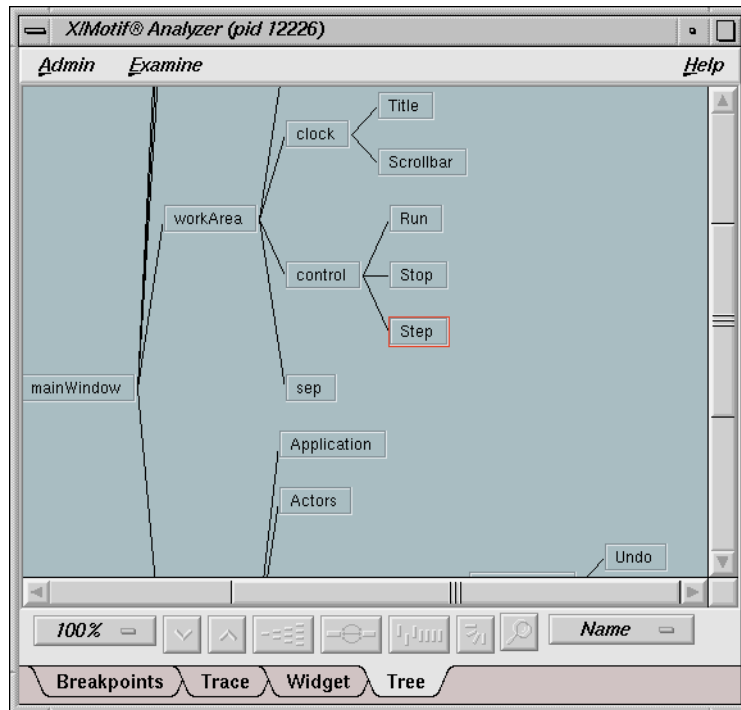 X/Motif® Analyzer (pid 12226)
Admin Examine Help
Title
clock
Scrollbar
workArea
Run
control
Stop
Step
mainWindow
sep
Application
Actors
Undo
100%
Name
Breakpoints Trace Widget Tree